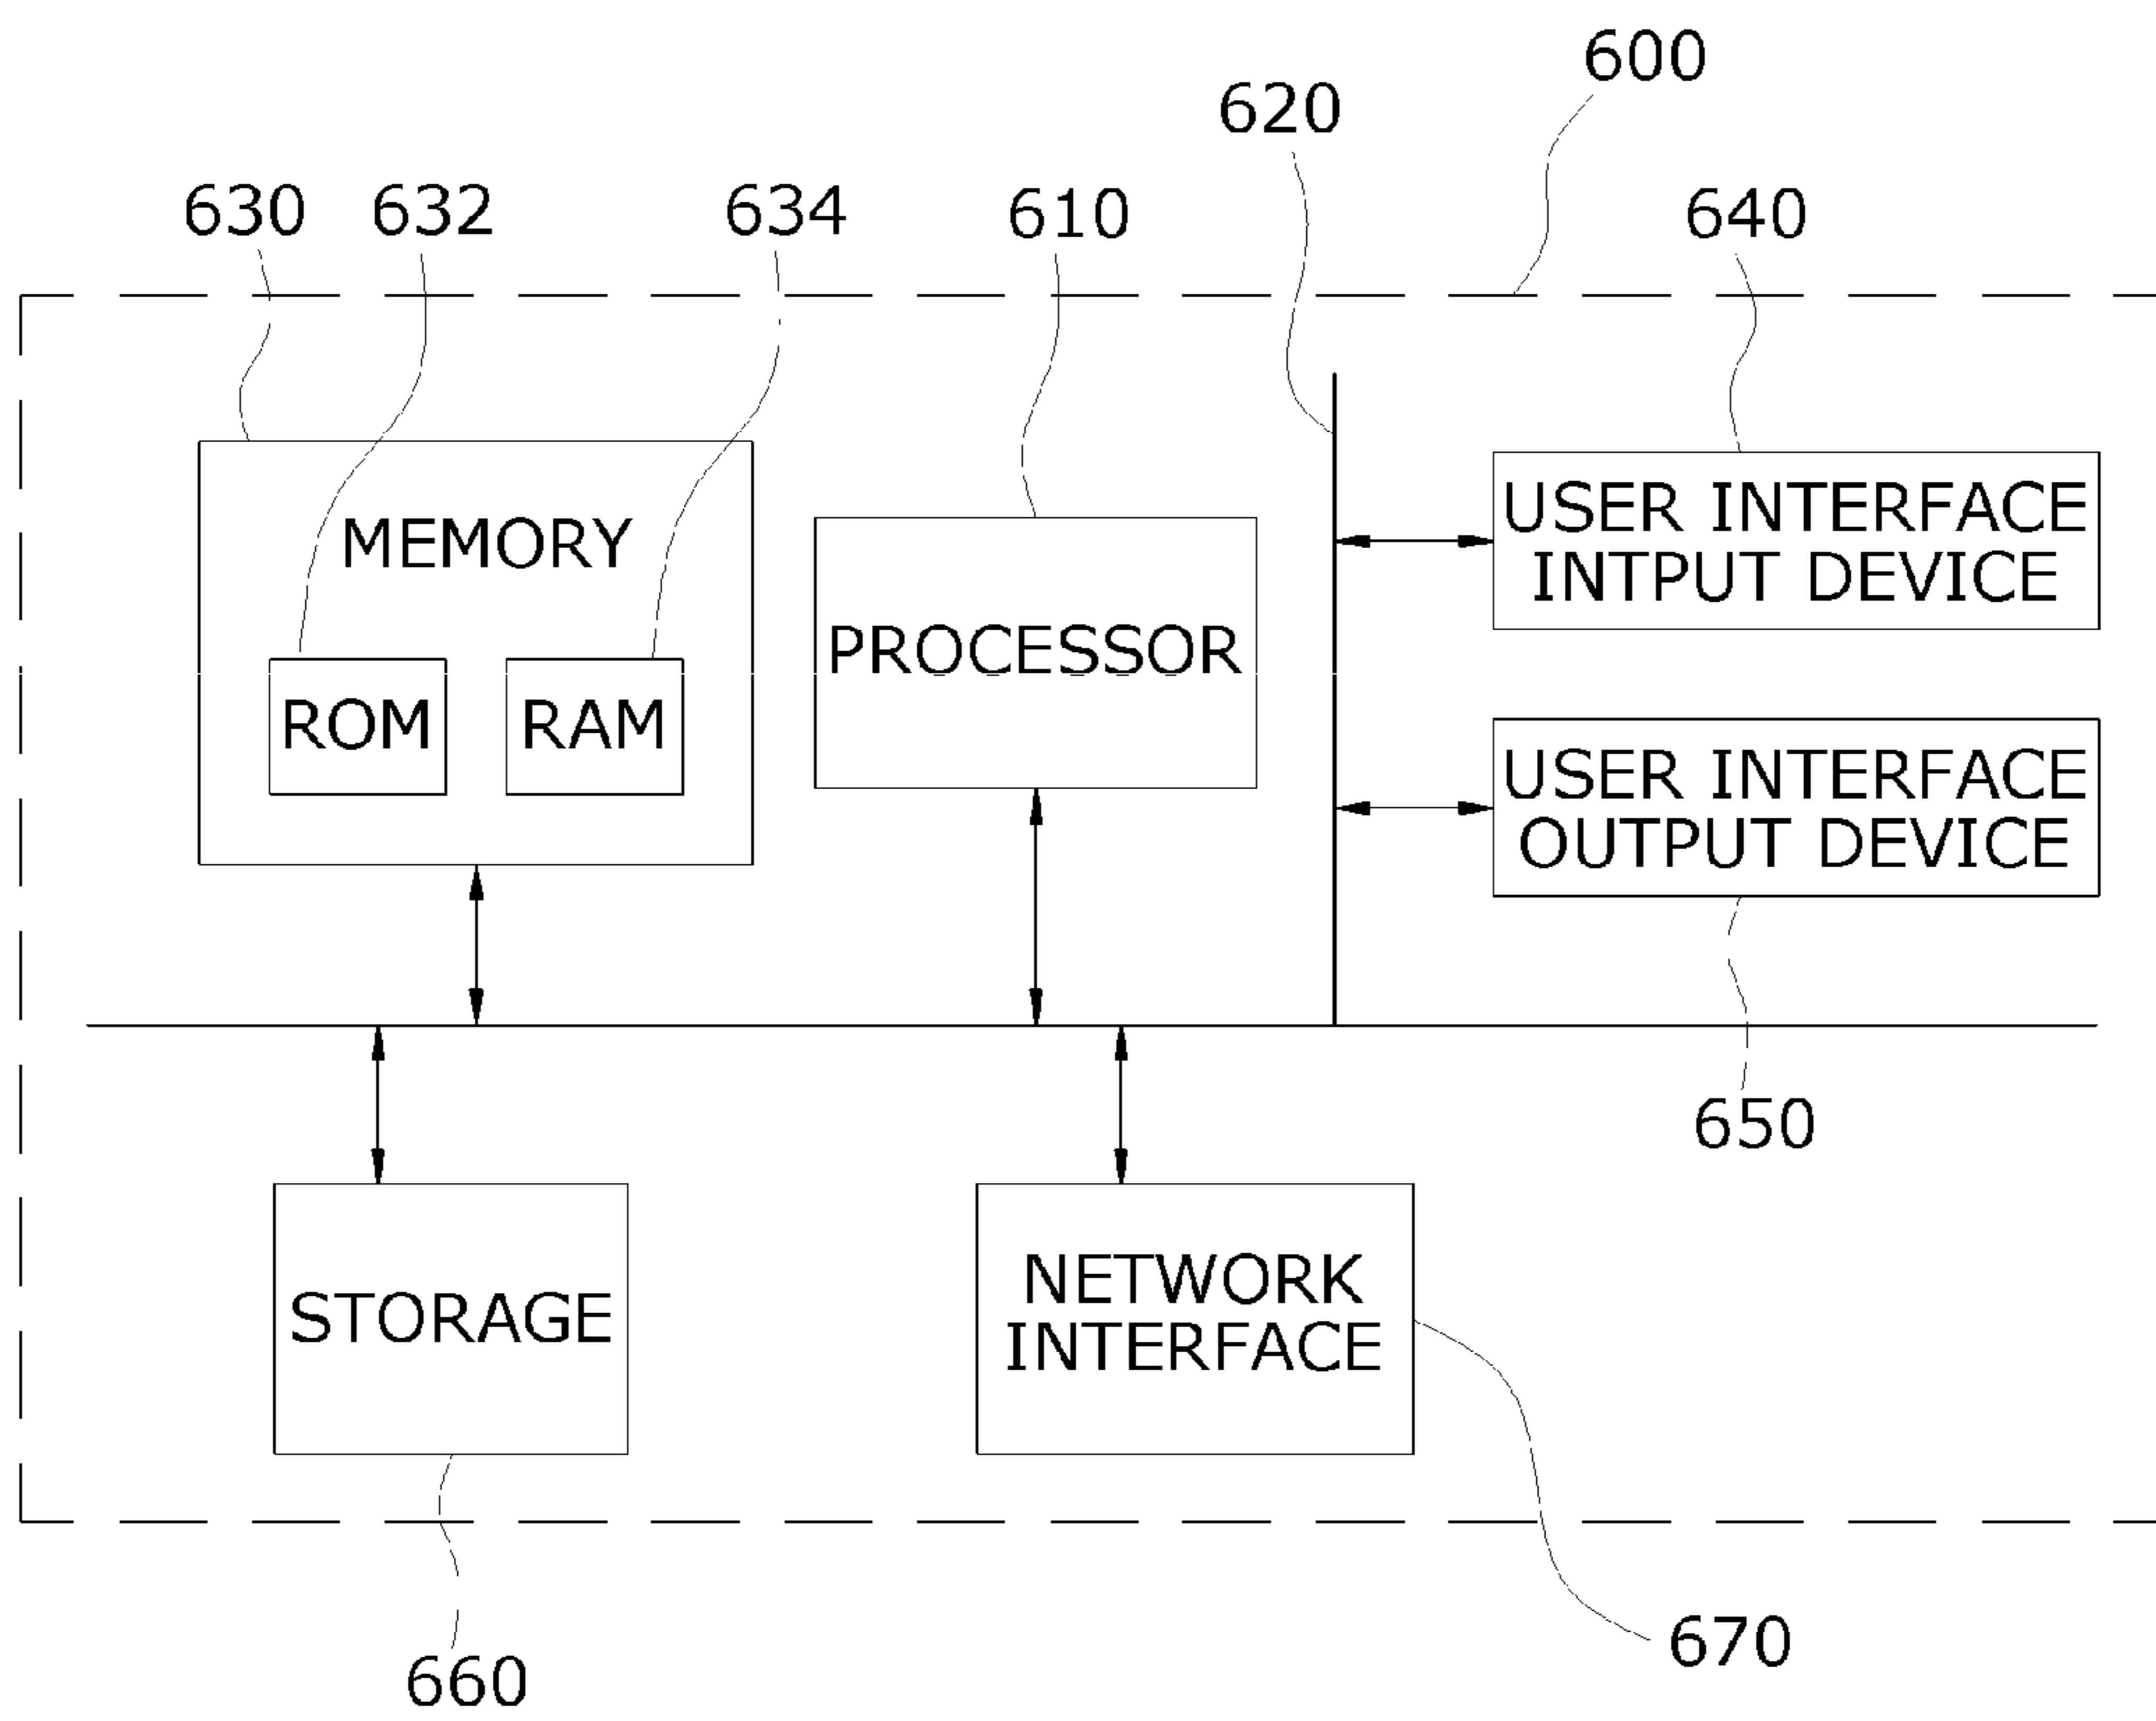 600
620
630 632 634 610 640
MEMORY
USER INTERFACE
INTPUT DEVICE
PROCESSOR
ROM RAM
USER INTERFACE
OUTPUT DEVICE
650
STORAGE
NETWORK
INTERFACE
670
660